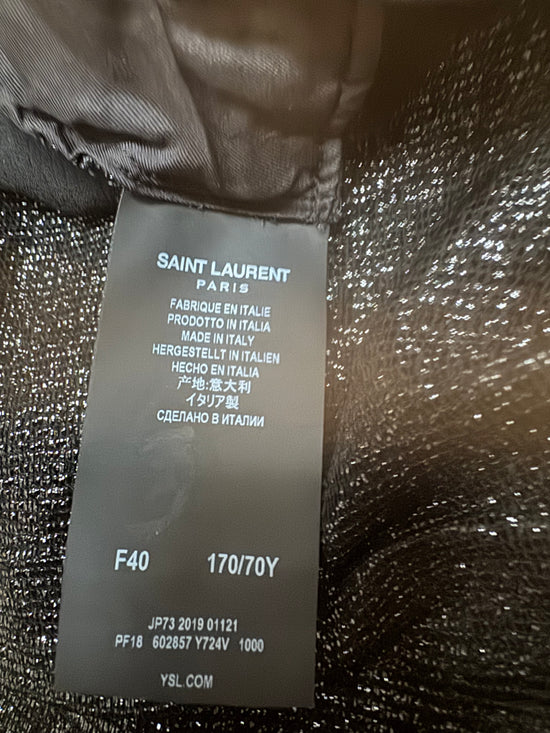 SAINT LAURENT
PARIS
FABRIQUE EN ITALIE
PRODOTTO IN ITALIA
MADE IN ITALY
HERGESTELLT IN ITALIEN
HECHO EN ITALIA
产地:意大利
イタリア製
СДЕЛАНО В ИТАЛИИ
F40 170/70Y
JP73 2019 01121
PF18 602857 Y724V 1000
YSL.COM